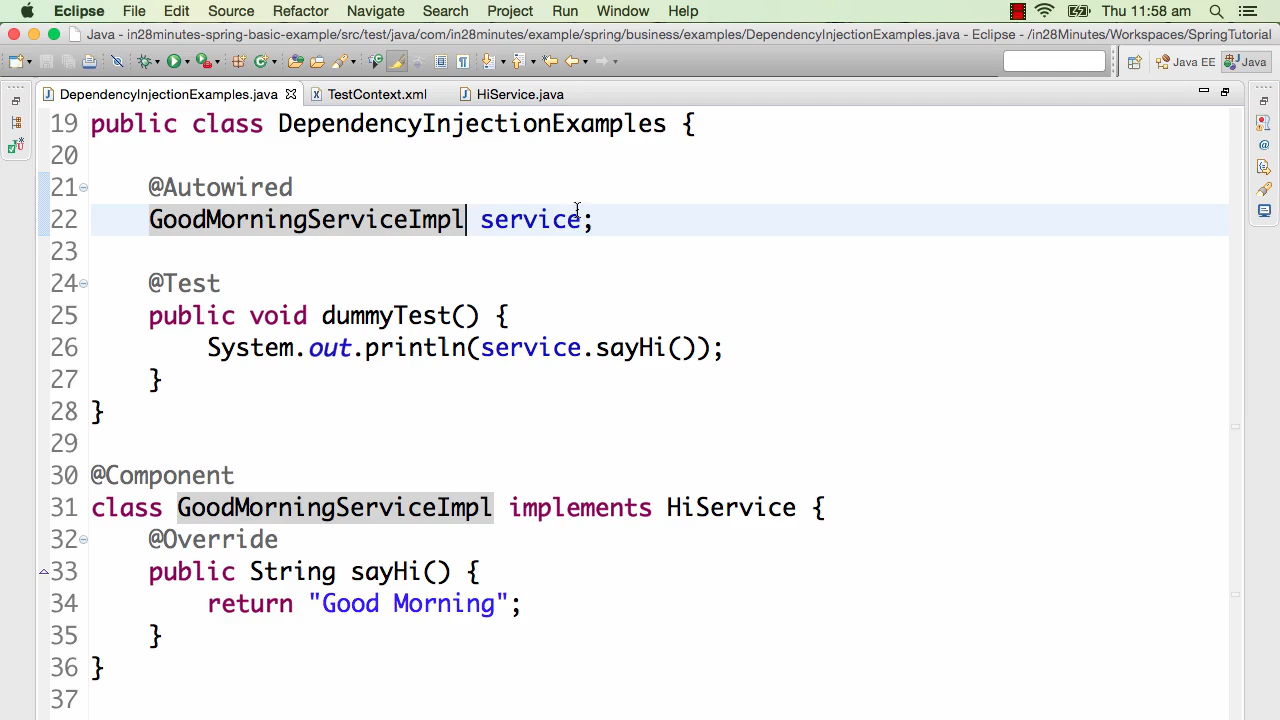 Eclipse File Edit Source Refactor Navigate Search Project Run Window Help Thu 11:58 am
Java - in28minutes-spring-basic-example/src/test/java/com/in28minutes/example/spring/business/examples/DependencyInjectionExamples.java - Eclipse - /in28Minutes/Workspaces/SpringTutorial
Java EE Java
DependencyInjectionExamples.java TestContext.xml HiService.java
19 public class DependencyInjectionExamples {
20
21 @Autowired
22 GoodMorningServiceImpl service;
23
24 @Test
25 public void dummyTest() {
26 System.out.println(service.sayHi());
27 }
28 }
29
30 @Component
31 class GoodMorningServiceImpl implements HiService {
32 @Override
33 public String sayHi() {
34 return "Good Morning";
35 }
36 }
37